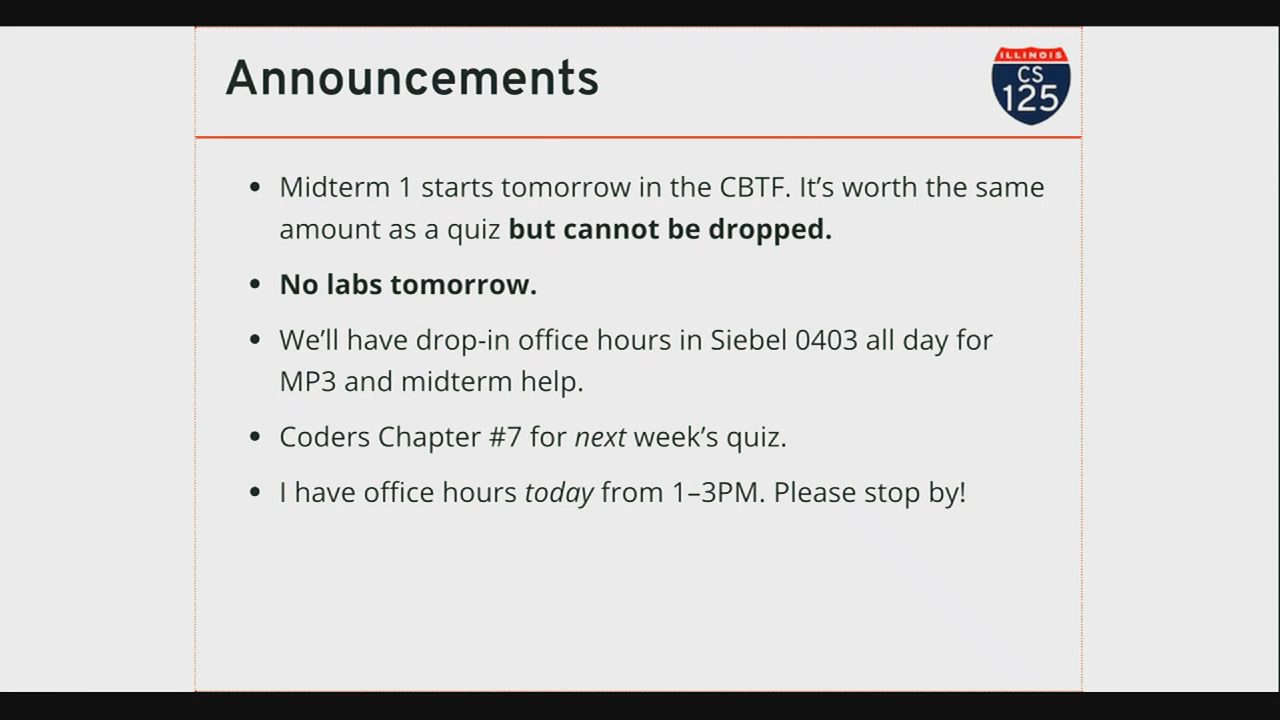 Announcements
ILLINOIS
CS
125
• Midterm 1 starts tomorrow in the CBTF. It’s worth the same
amount as a quiz but cannot be dropped.
• No labs tomorrow.
• We’ll have drop-in office hours in Siebel 0403 all day for
MP3 and midterm help.
• Coders Chapter #7 for next week’s quiz.
• I have office hours today from 1–3PM. Please stop by!